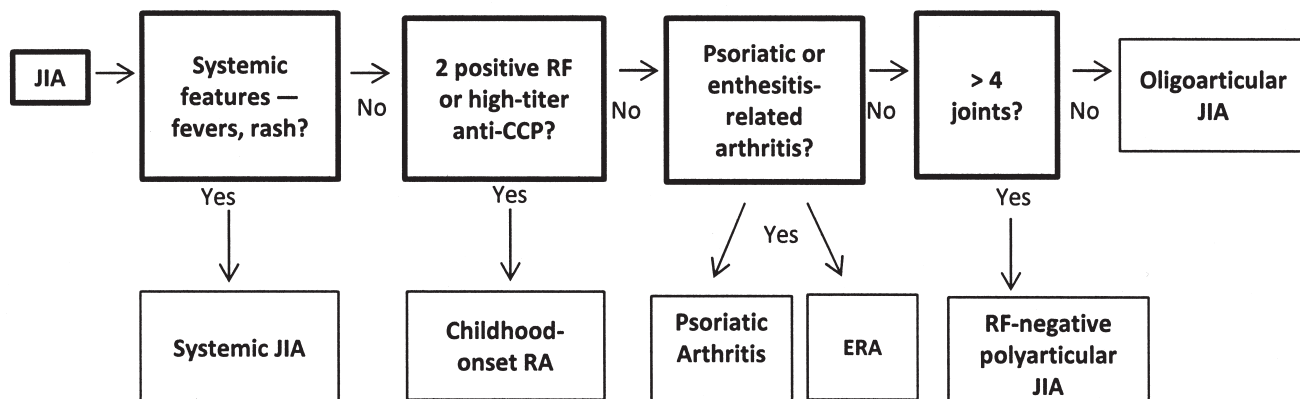 JIA
Systemic
features —
fevers, rash?
No
2 positive RF
or high-titer
anti-CCP?
No
Psoriatic or
enthesitis-
related
arthritis?
No
> 4
joints?
No
Oligoarticular
JIA
Yes
Yes
Yes
Yes
Systemic JIA
Childhood-
onset RA
Psoriatic
Arthritis
ERA
RF-negative
polyarticular
JIA